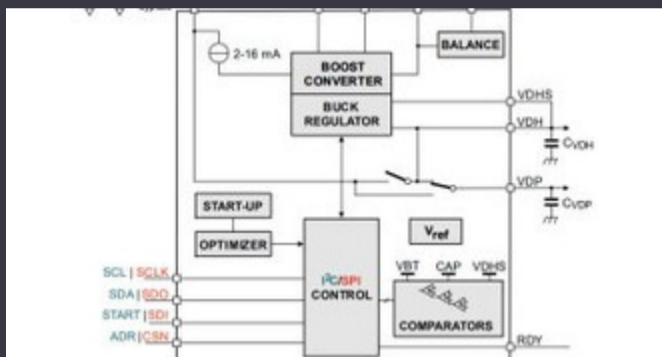 2-16 mA
BALANCE
BOOST
CONVERTER
BUCK
REGULATOR
VDHS
VDH
CVDH
VDP
CVDP
START-UP
OPTIMIZER
Vref
SCL | SCLK
SDA | SDO
START | SDI
ADR | CSN
I²C/SPI
CONTROL
VBT CAP VDHS
COMPARATORS
RDY